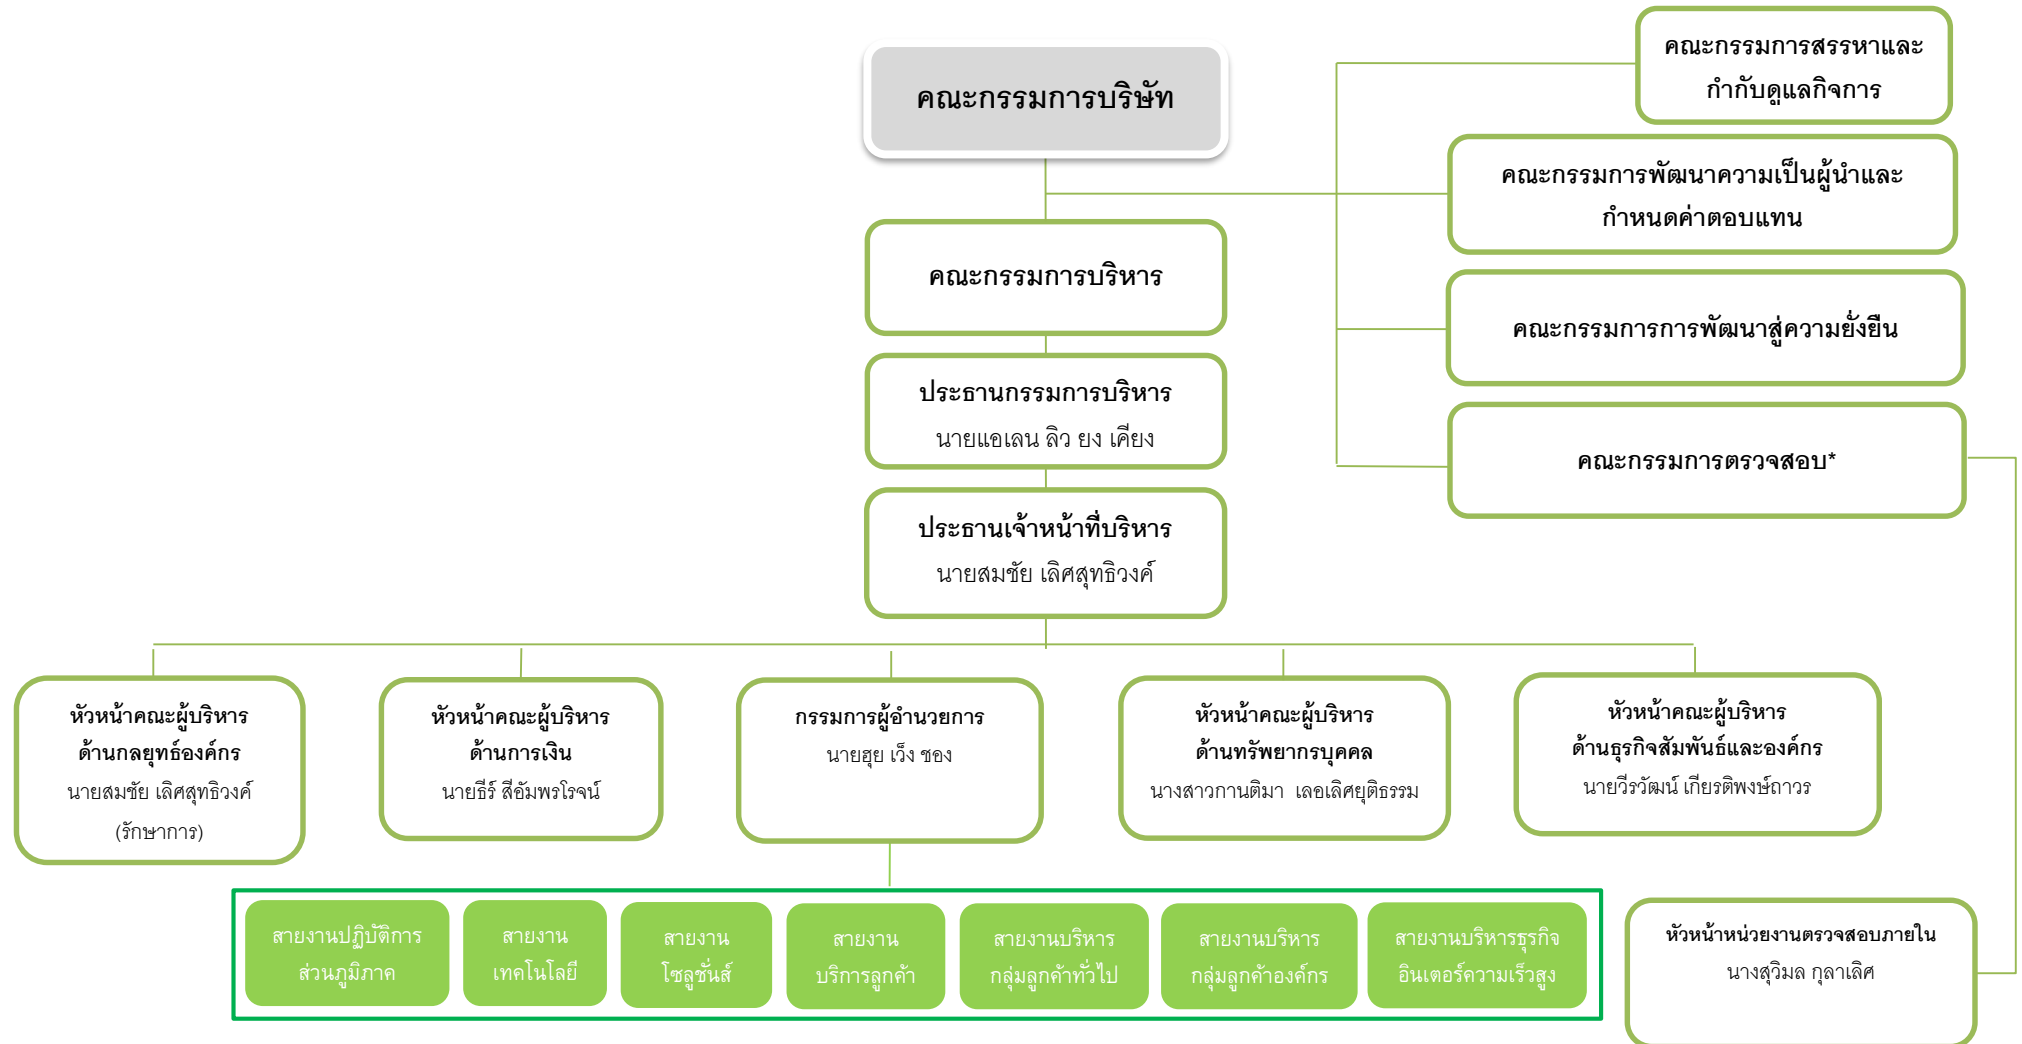 คณะกรรมการบริษัท
คณะกรรมการสรรหาและ
กำกับดูแลกิจการ
คณะกรรมการพัฒนาความเป็นผู้นำและ
กำหนดค่าตอบแทน
คณะกรรมการบริหาร
คณะกรรมการการพัฒนาสู่ความยั่งยืน
ประธานกรรมการบริหาร
นายแอเลน ลิว ยง เคียง
คณะกรรมการตรวจสอบ*
ประธานเจ้าหน้าที่บริหาร
นายสมชัย เลิศสุทธิวงค์
หัวหน้าคณะผู้บริหาร
ด้านกลยุทธ์องค์กร
นายสมชัย เลิศสุทธิวงค์
(รักษาการ)
หัวหน้าคณะผู้บริหาร
ด้านการเงิน
นายธีร์ สีอัมพรโรจน์
กรรมการผู้อำนวยการ
นายฮุย เว็ง ชอง
หัวหน้าคณะผู้บริหาร
ด้านทรัพยากรบุคคล
นางสาวกานติมา เลอเลิศยุติธรรม
หัวหน้าคณะผู้บริหาร
ด้านธุรกิจสัมพันธ์และองค์กร
นายวีรวัฒน์ เกียรติพงษ์ถาวร
สายงานปฏิบัติการ
ส่วนภูมิภาค
สายงาน
เทคโนโลยี
สายงาน
โซลูชั่นส์
สายงาน
บริการลูกค้า
สายงานบริหาร
กลุ่มลูกค้าทั่วไป
สายงานบริหาร
กลุ่มลูกค้าองค์กร
สายงานบริหารธุรกิจ
อินเตอร์ความเร็วสูง
หัวหน้าหน่วยงานตรวจสอบภายใน
นางสุวิมล กุลาเลิศ